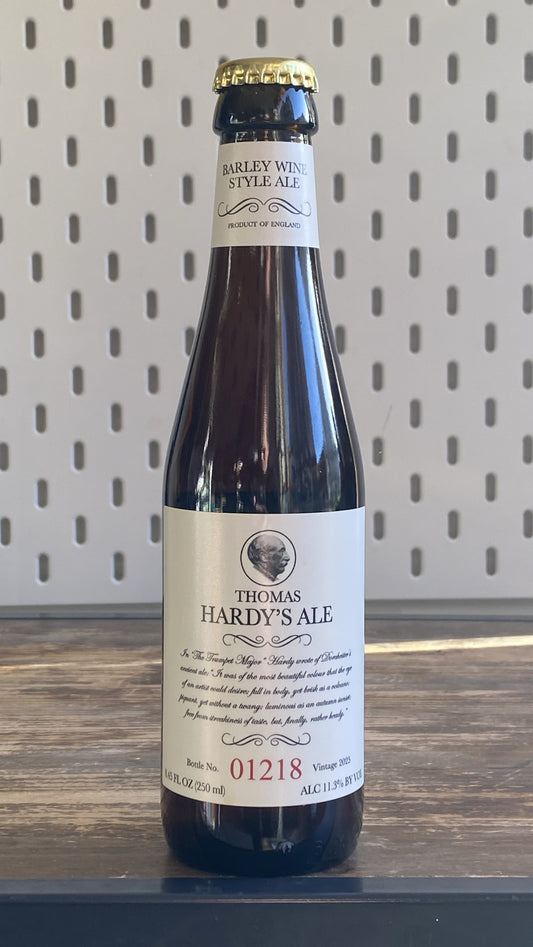 BARLEY WINE
STYLE ALE
PRODUCT OF ENGLAND
THOMAS
HARDY'S ALE
In "The Trumpet Major" Hardy wrote of Dorchester's
ancient ale: "It was of the most beautiful colour that the eye
of an artist could desire; full in body, yet brisk as a volcano;
piquant, yet without a twang; luminous as an autumn sunset;
free from streakiness of taste, but, finally, rather heady."
Bottle No. 01218 Vintage 2023
8.45 FL OZ (250 ml) ALC 11.3% BY VOL